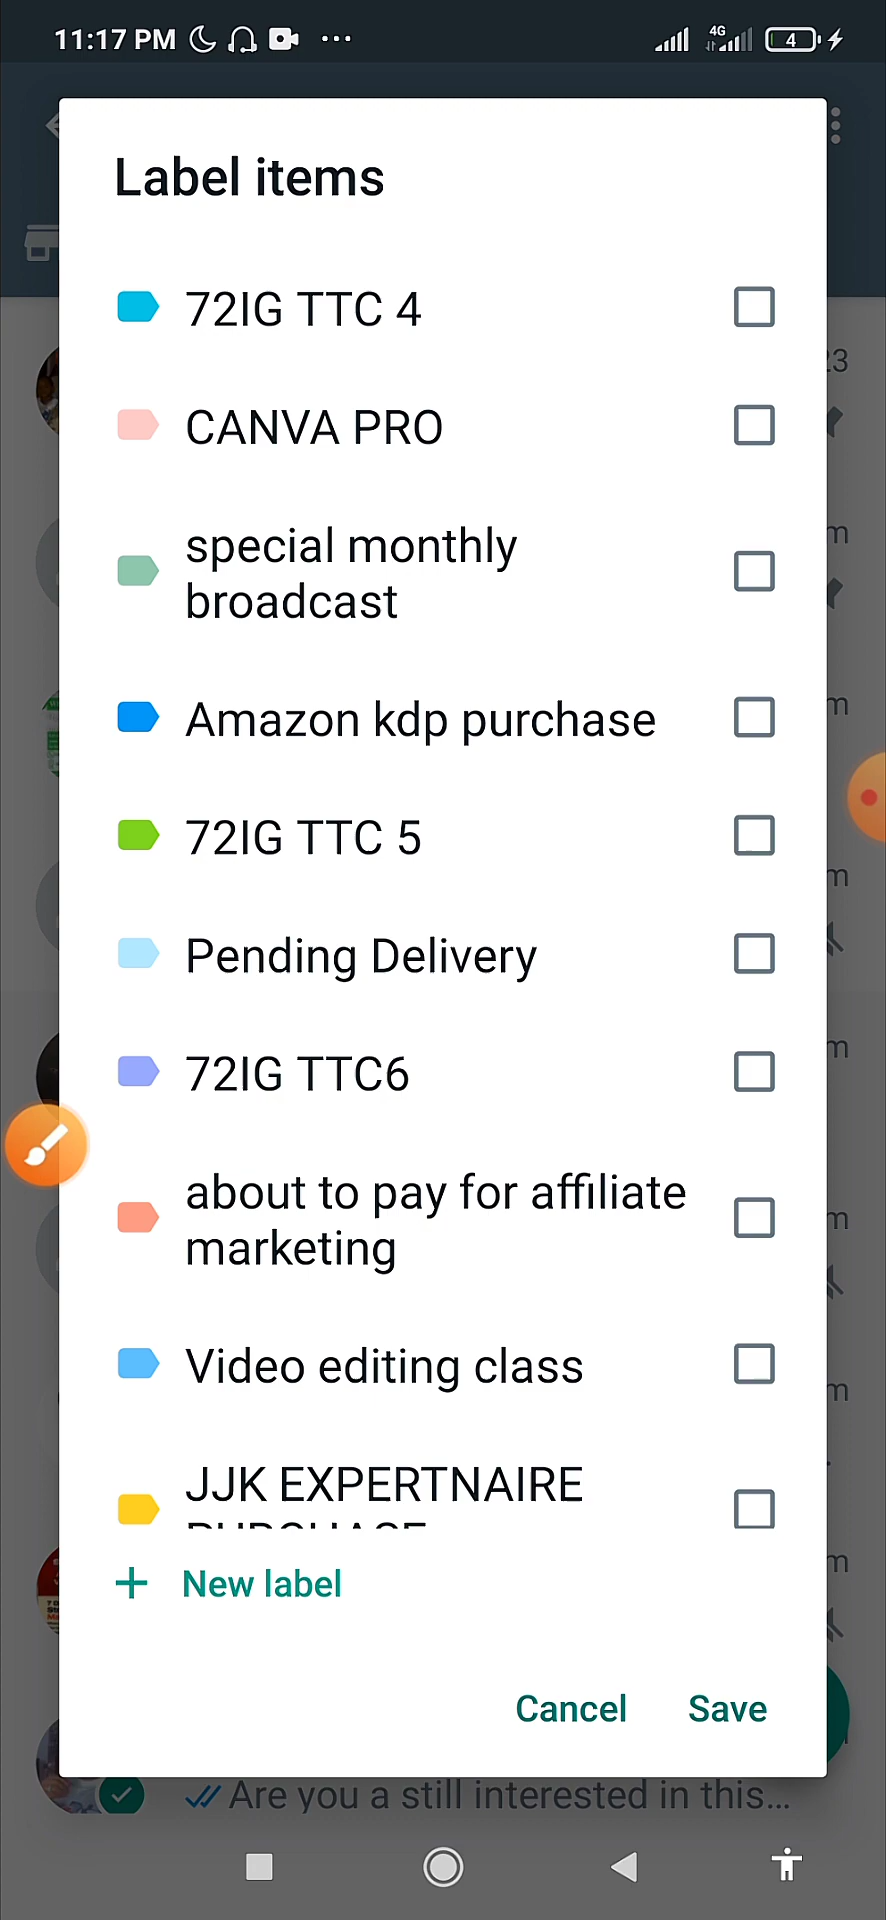 11:17 PM ... 4G 4
Label items
72IG TTC 4
CANVA PRO
special monthly
broadcast
Amazon kdp purchase
72IG TTC 5
Pending Delivery
72IG TTC6
about to pay for affiliate
marketing
Video editing class
JJK EXPERTNAIRE
PURCHASE
+ New label
Cancel Save
Are you a still interested in this...